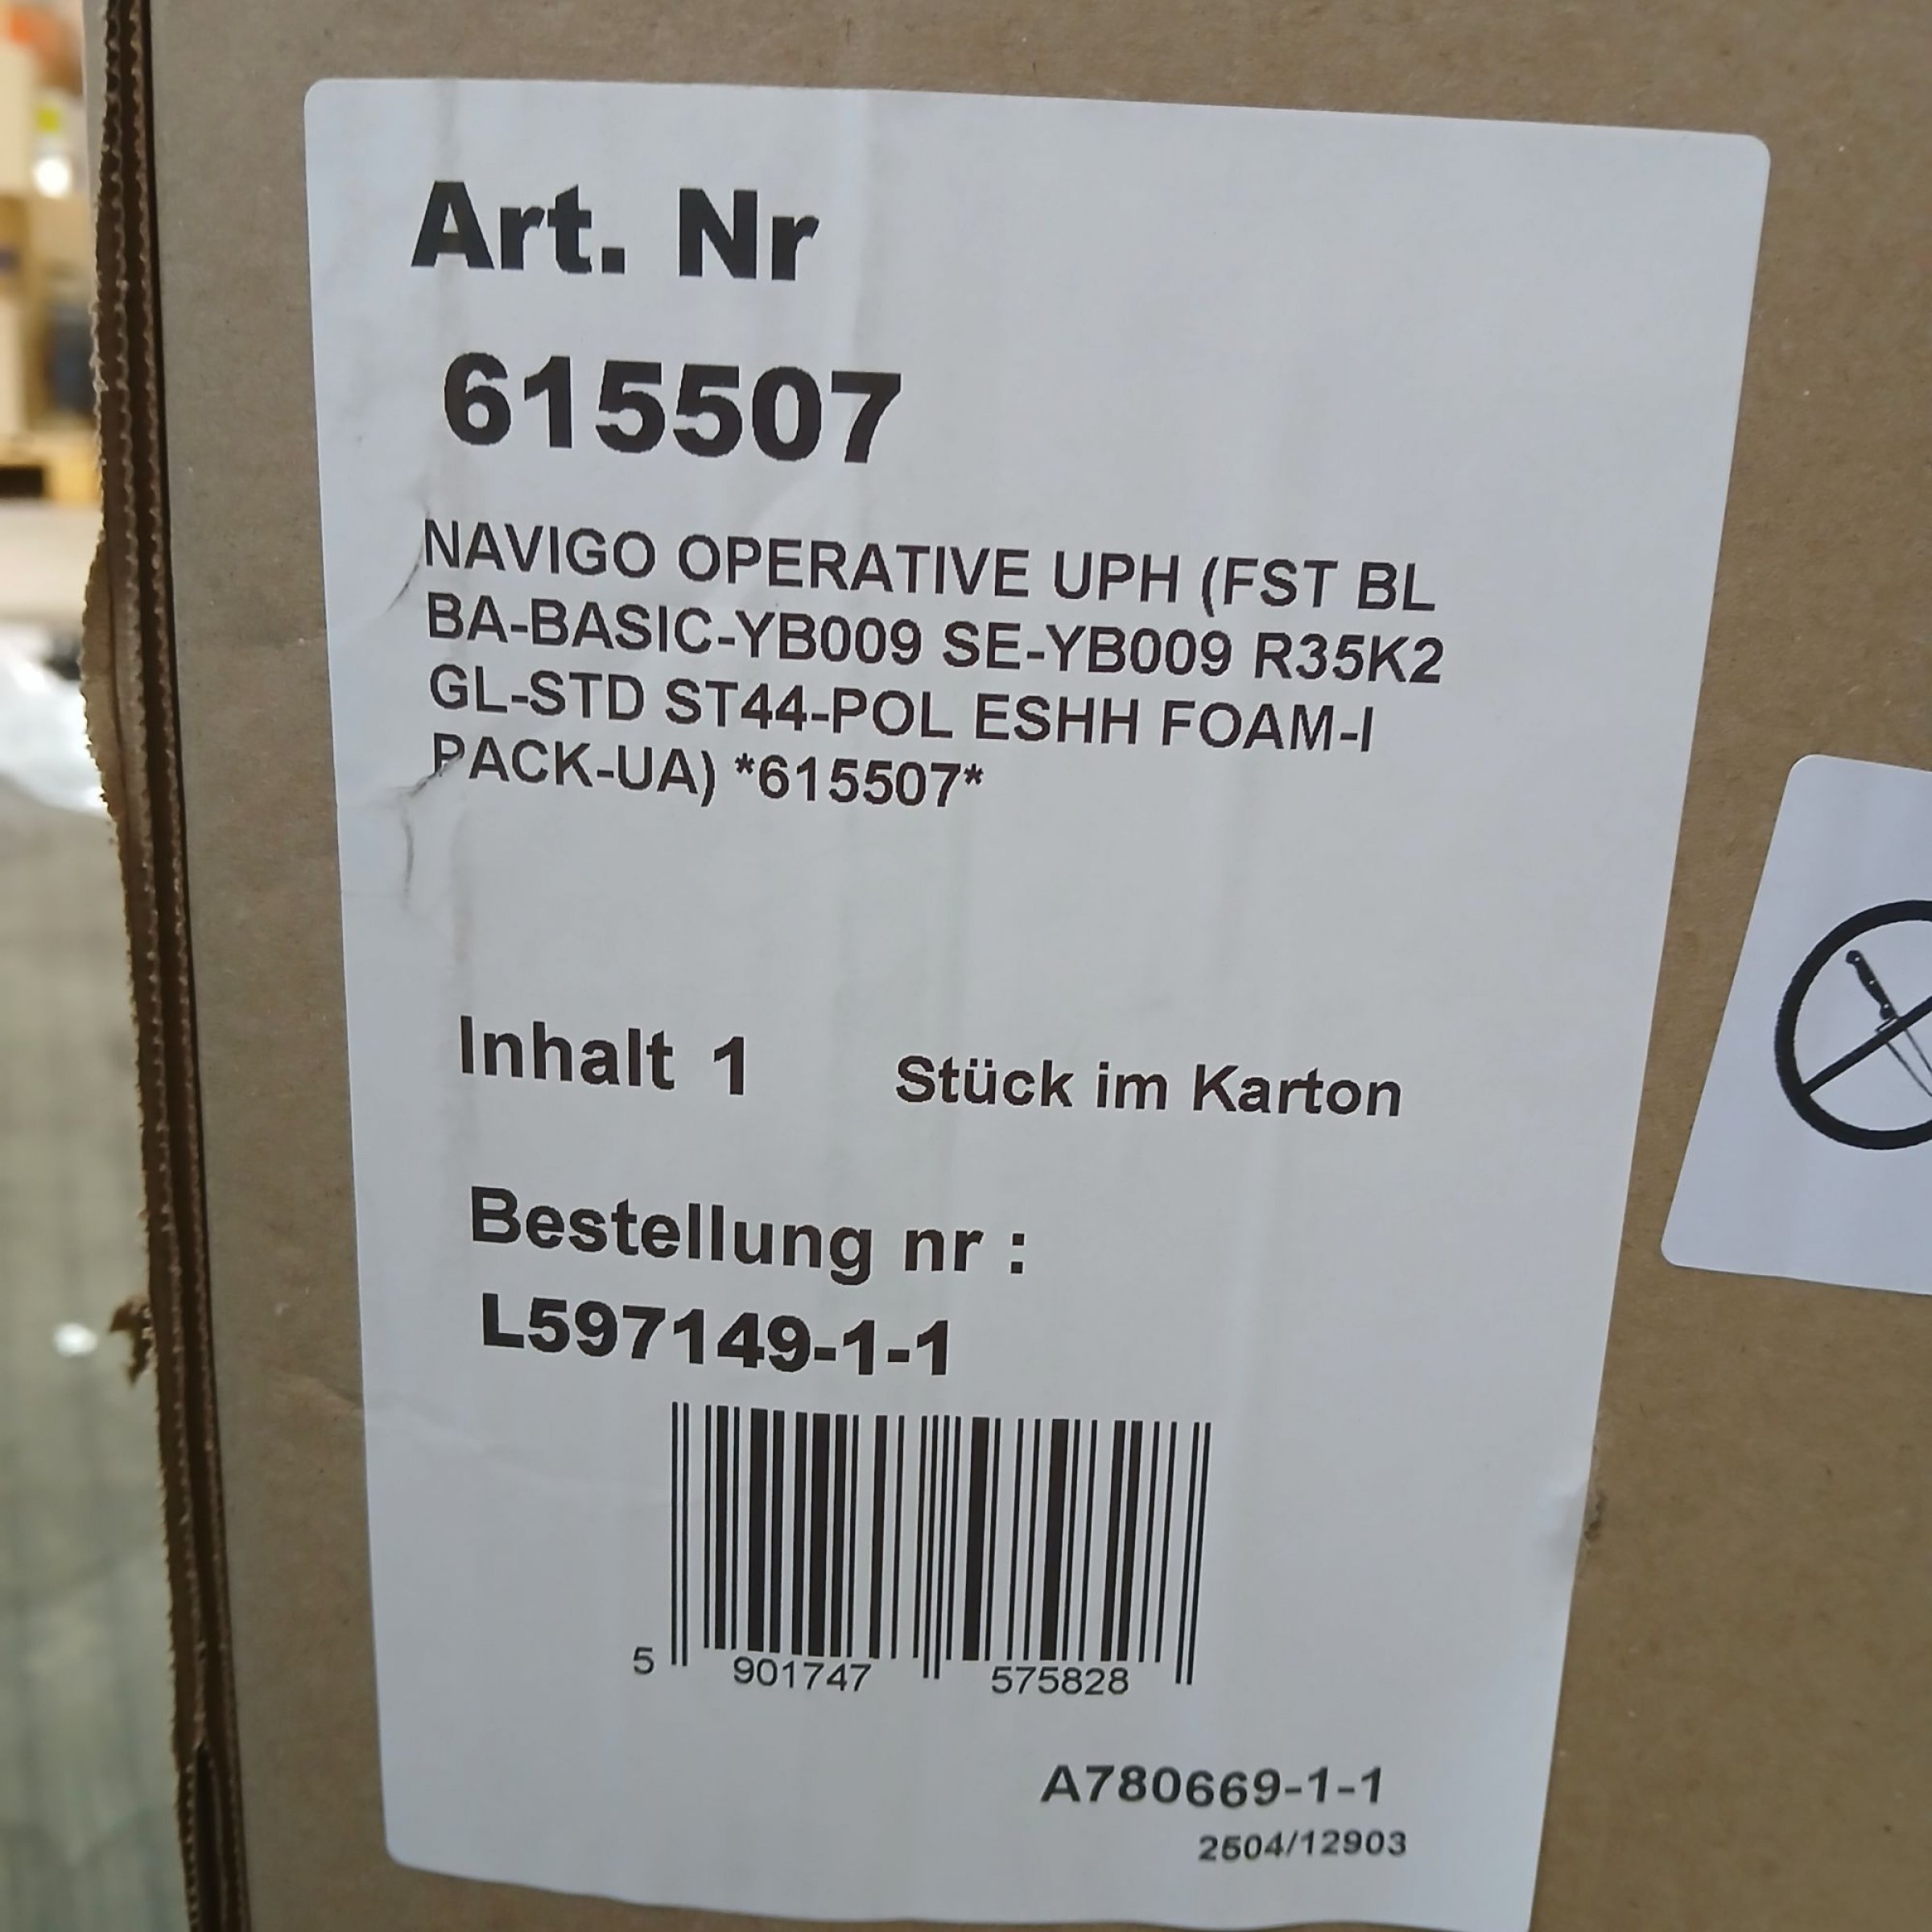 Art. Nr
615507
NAVIGO OPERATIVE UPH (FST BL
BA-BASIC-YB009 SE-YB009 R35K2
GL-STD ST44-POL ESHH FOAM-I
PACK-UA) *615507*
Inhalt 1 Stück im Karton
Bestellung nr :
L597149-1-1
5 901747 575828
A780669-1-1
2504/12903